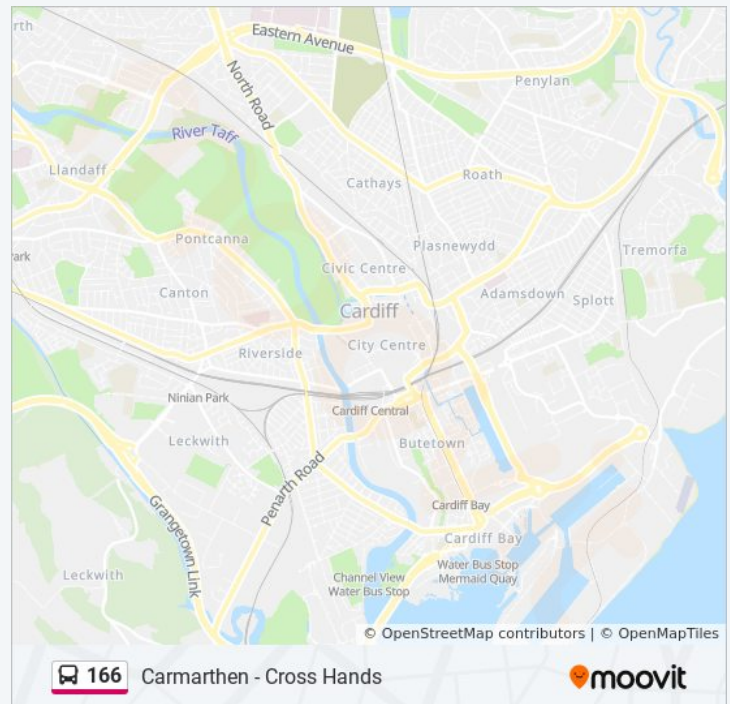 rth
Eastern Avenue
North Road
Penylan
River Taff
Llandaff
Cathays
Roath
Pontcanna
Plasnewydd
ark
Civic Centre
Tremorfa
Canton
Adamsdown
Splott
Cardiff
Riverside
City Centre
Ninian Park
Cardiff Central
Leckwith
Butetown
Penarth Road
Grangetown Link
Cardiff Bay
Cardiff Bay
Leckwith
Channel View
Water Bus Stop
Water Bus Stop
Mermaid Quay
© OpenStreetMap contributors | © OpenMapTiles
166 Carmarthen - Cross Hands
moovit